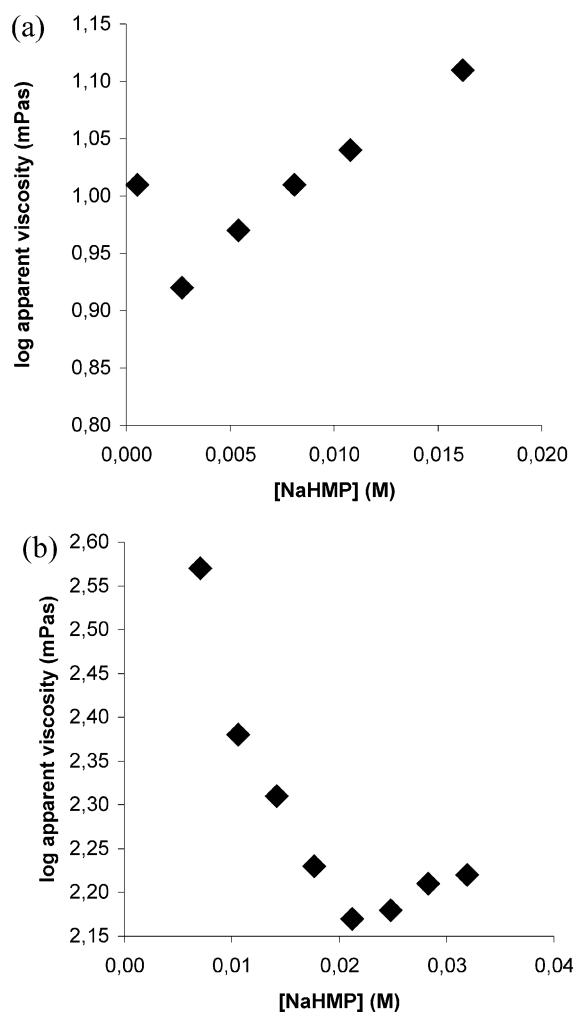 (a)
log apparent viscosity (mPas)
1,15
1,10
1,05
1,00
0,95
0,90
0,85
0,80
0,000 0,005 0,010 0,015 0,020
[NaHMP] (M)
(b)
log apparent viscosity (mPas)
2,60
2,55
2,50
2,45
2,40
2,35
2,30
2,25
2,20
2,15
0,00 0,01 0,02 0,03 0,04
[NaHMP] (M)